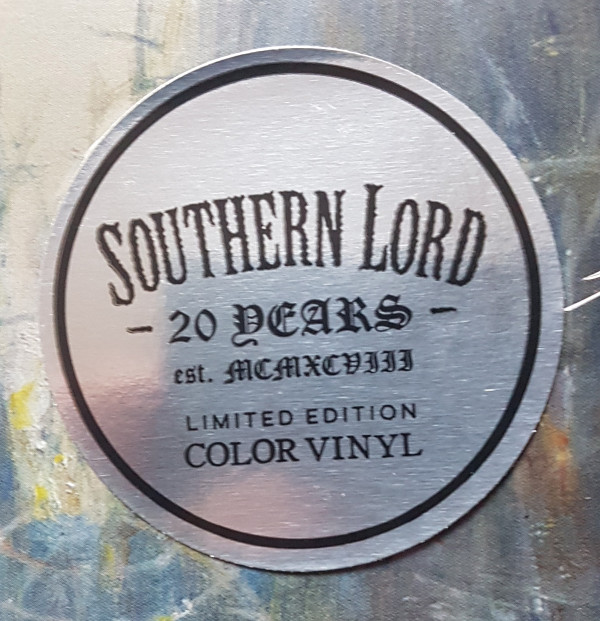 SOUTHERN LORD
– 20 YEARS –
est. MCMXCVIII
LIMITED EDITION
COLOR VINYL